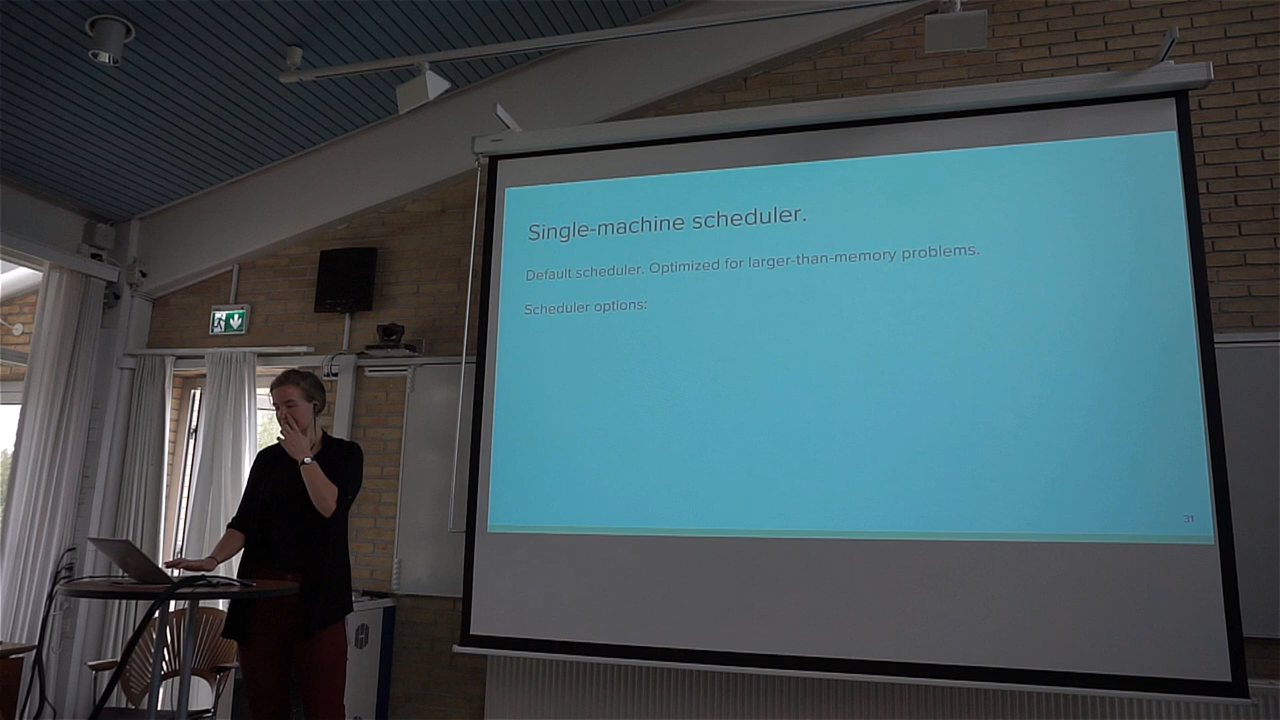 Single-machine scheduler.
Default scheduler. Optimized for larger-than-memory problems.
Scheduler options:
31